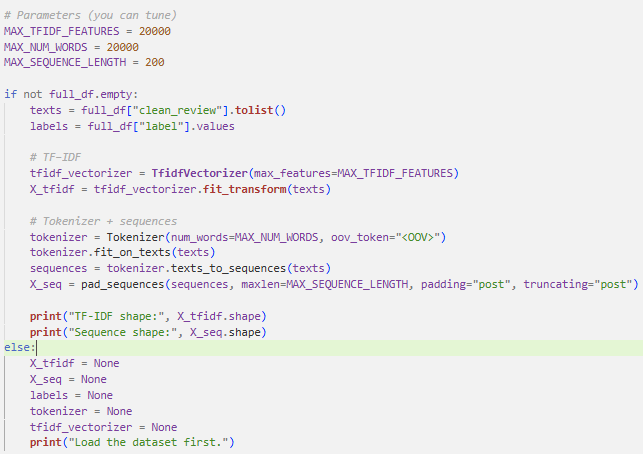 # Parameters (you can tune)
MAX_TFIDF_FEATURES = 20000
MAX_NUM_WORDS = 20000
MAX_SEQUENCE_LENGTH = 200

if not full_df.empty:
    texts = full_df["clean_review"].tolist()
    labels = full_df["label"].values

    # TF-IDF
    tfidf_vectorizer = TfidfVectorizer(max_features=MAX_TFIDF_FEATURES)
    X_tfidf = tfidf_vectorizer.fit_transform(texts)

    # Tokenizer + sequences
    tokenizer = Tokenizer(num_words=MAX_NUM_WORDS, oov_token="<OOV>")
    tokenizer.fit_on_texts(texts)
    sequences = tokenizer.texts_to_sequences(texts)
    X_seq = pad_sequences(sequences, maxlen=MAX_SEQUENCE_LENGTH, padding="post", truncating="post")

    print("TF-IDF shape:", X_tfidf.shape)
    print("Sequence shape:", X_seq.shape)
else:
    X_tfidf = None
    X_seq = None
    labels = None
    tokenizer = None
    tfidf_vectorizer = None
    print("Load the dataset first.")